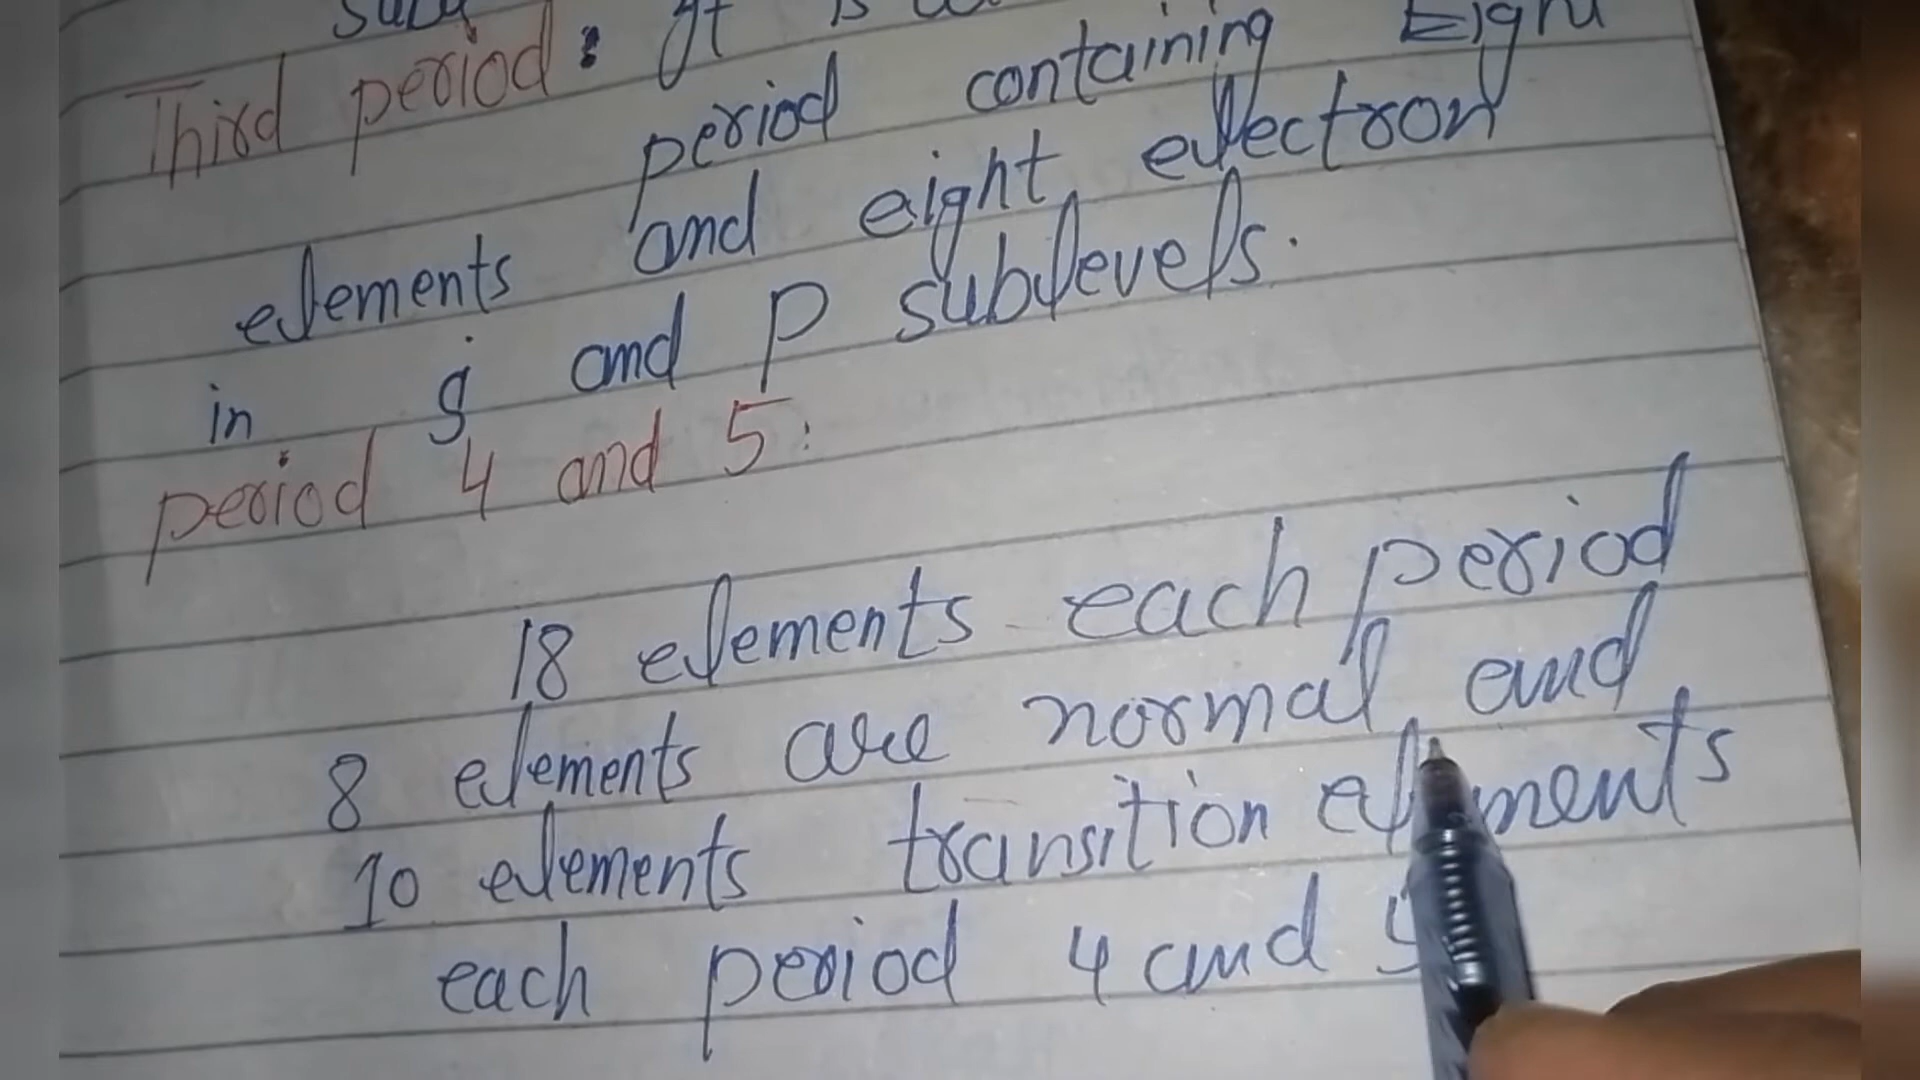 Third period: It is
period containing Eight
elements and eight electron
in s and p sublevels.
period 4 and 5:
18 elements each period
8 elements are normal, and
10 elements transition elements
each period 4 and 5